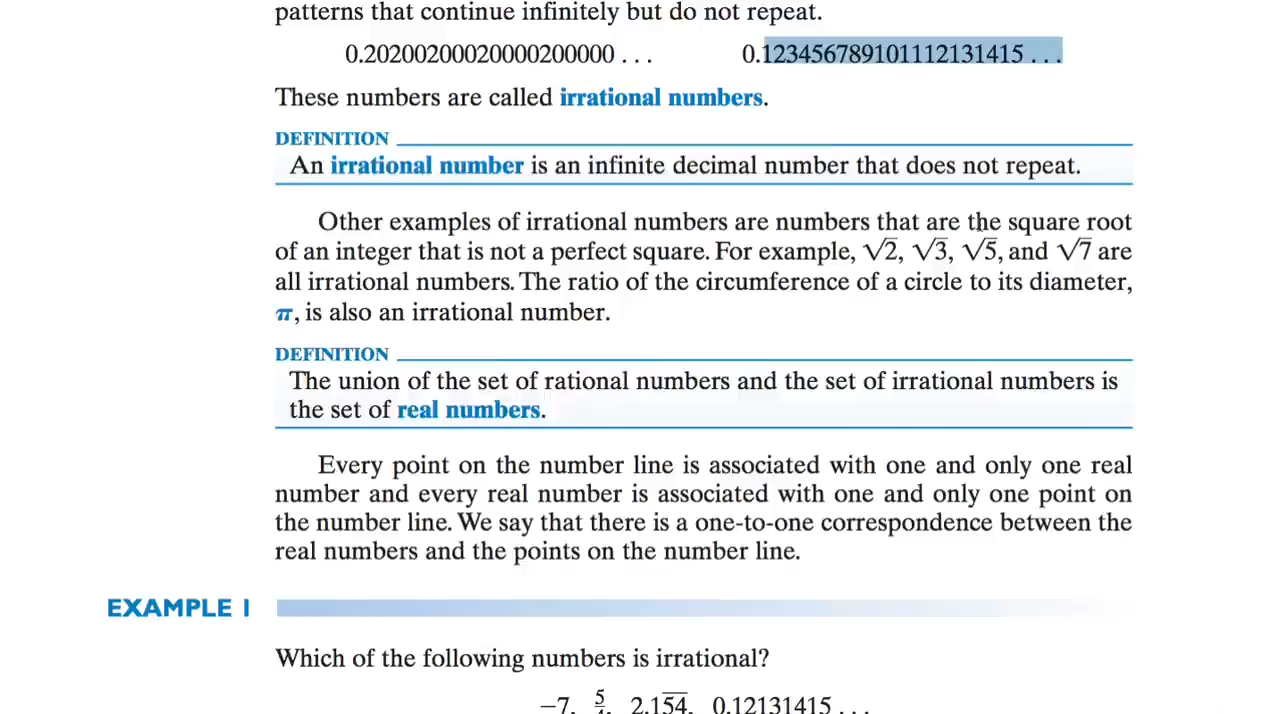 patterns that continue infinitely but do not repeat.
0.20200200020000200000 . . .    0.123456789101112131415 . . .
These numbers are called irrational numbers.
DEFINITION
An irrational number is an infinite decimal number that does not repeat.
Other examples of irrational numbers are numbers that are the square root
of an integer that is not a perfect square. For example, √2, √3, √5, and √7 are
all irrational numbers. The ratio of the circumference of a circle to its diameter,
π, is also an irrational number.
DEFINITION
The union of the set of rational numbers and the set of irrational numbers is
the set of real numbers.
Every point on the number line is associated with one and only one real
number and every real number is associated with one and only one point on
the number line. We say that there is a one-to-one correspondence between the
real numbers and the points on the number line.
EXAMPLE 1
Which of the following numbers is irrational?
−7, 5/4, 2.15̅4̅, 0.12131415 . . .